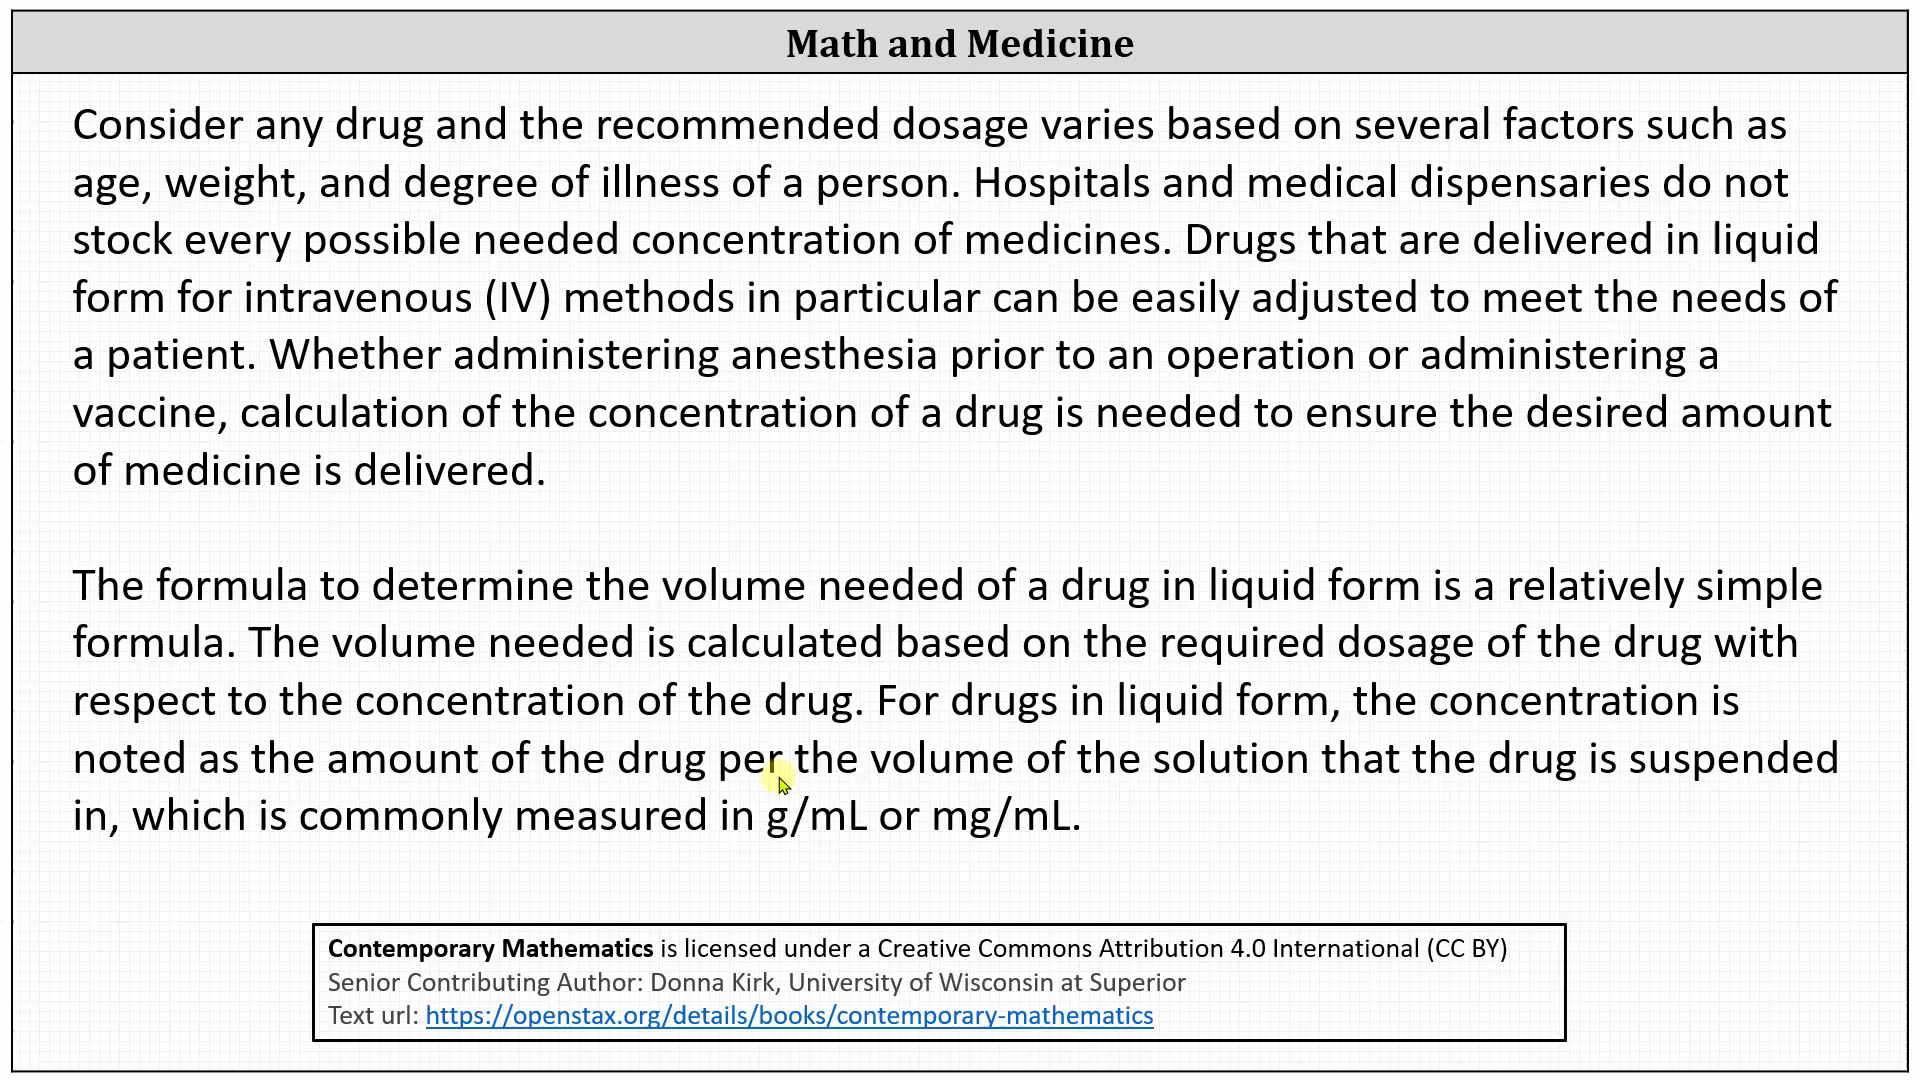 Math and Medicine
Consider any drug and the recommended dosage varies based on several factors such as
age, weight, and degree of illness of a person. Hospitals and medical dispensaries do not
stock every possible needed concentration of medicines. Drugs that are delivered in liquid
form for intravenous (IV) methods in particular can be easily adjusted to meet the needs of
a patient. Whether administering anesthesia prior to an operation or administering a
vaccine, calculation of the concentration of a drug is needed to ensure the desired amount
of medicine is delivered.
The formula to determine the volume needed of a drug in liquid form is a relatively simple
formula. The volume needed is calculated based on the required dosage of the drug with
respect to the concentration of the drug. For drugs in liquid form, the concentration is
noted as the amount of the drug per the volume of the solution that the drug is suspended
in, which is commonly measured in g/mL or mg/mL.
Contemporary Mathematics is licensed under a Creative Commons Attribution 4.0 International (CC BY)
Senior Contributing Author: Donna Kirk, University of Wisconsin at Superior
Text url: https://openstax.org/details/books/contemporary-mathematics